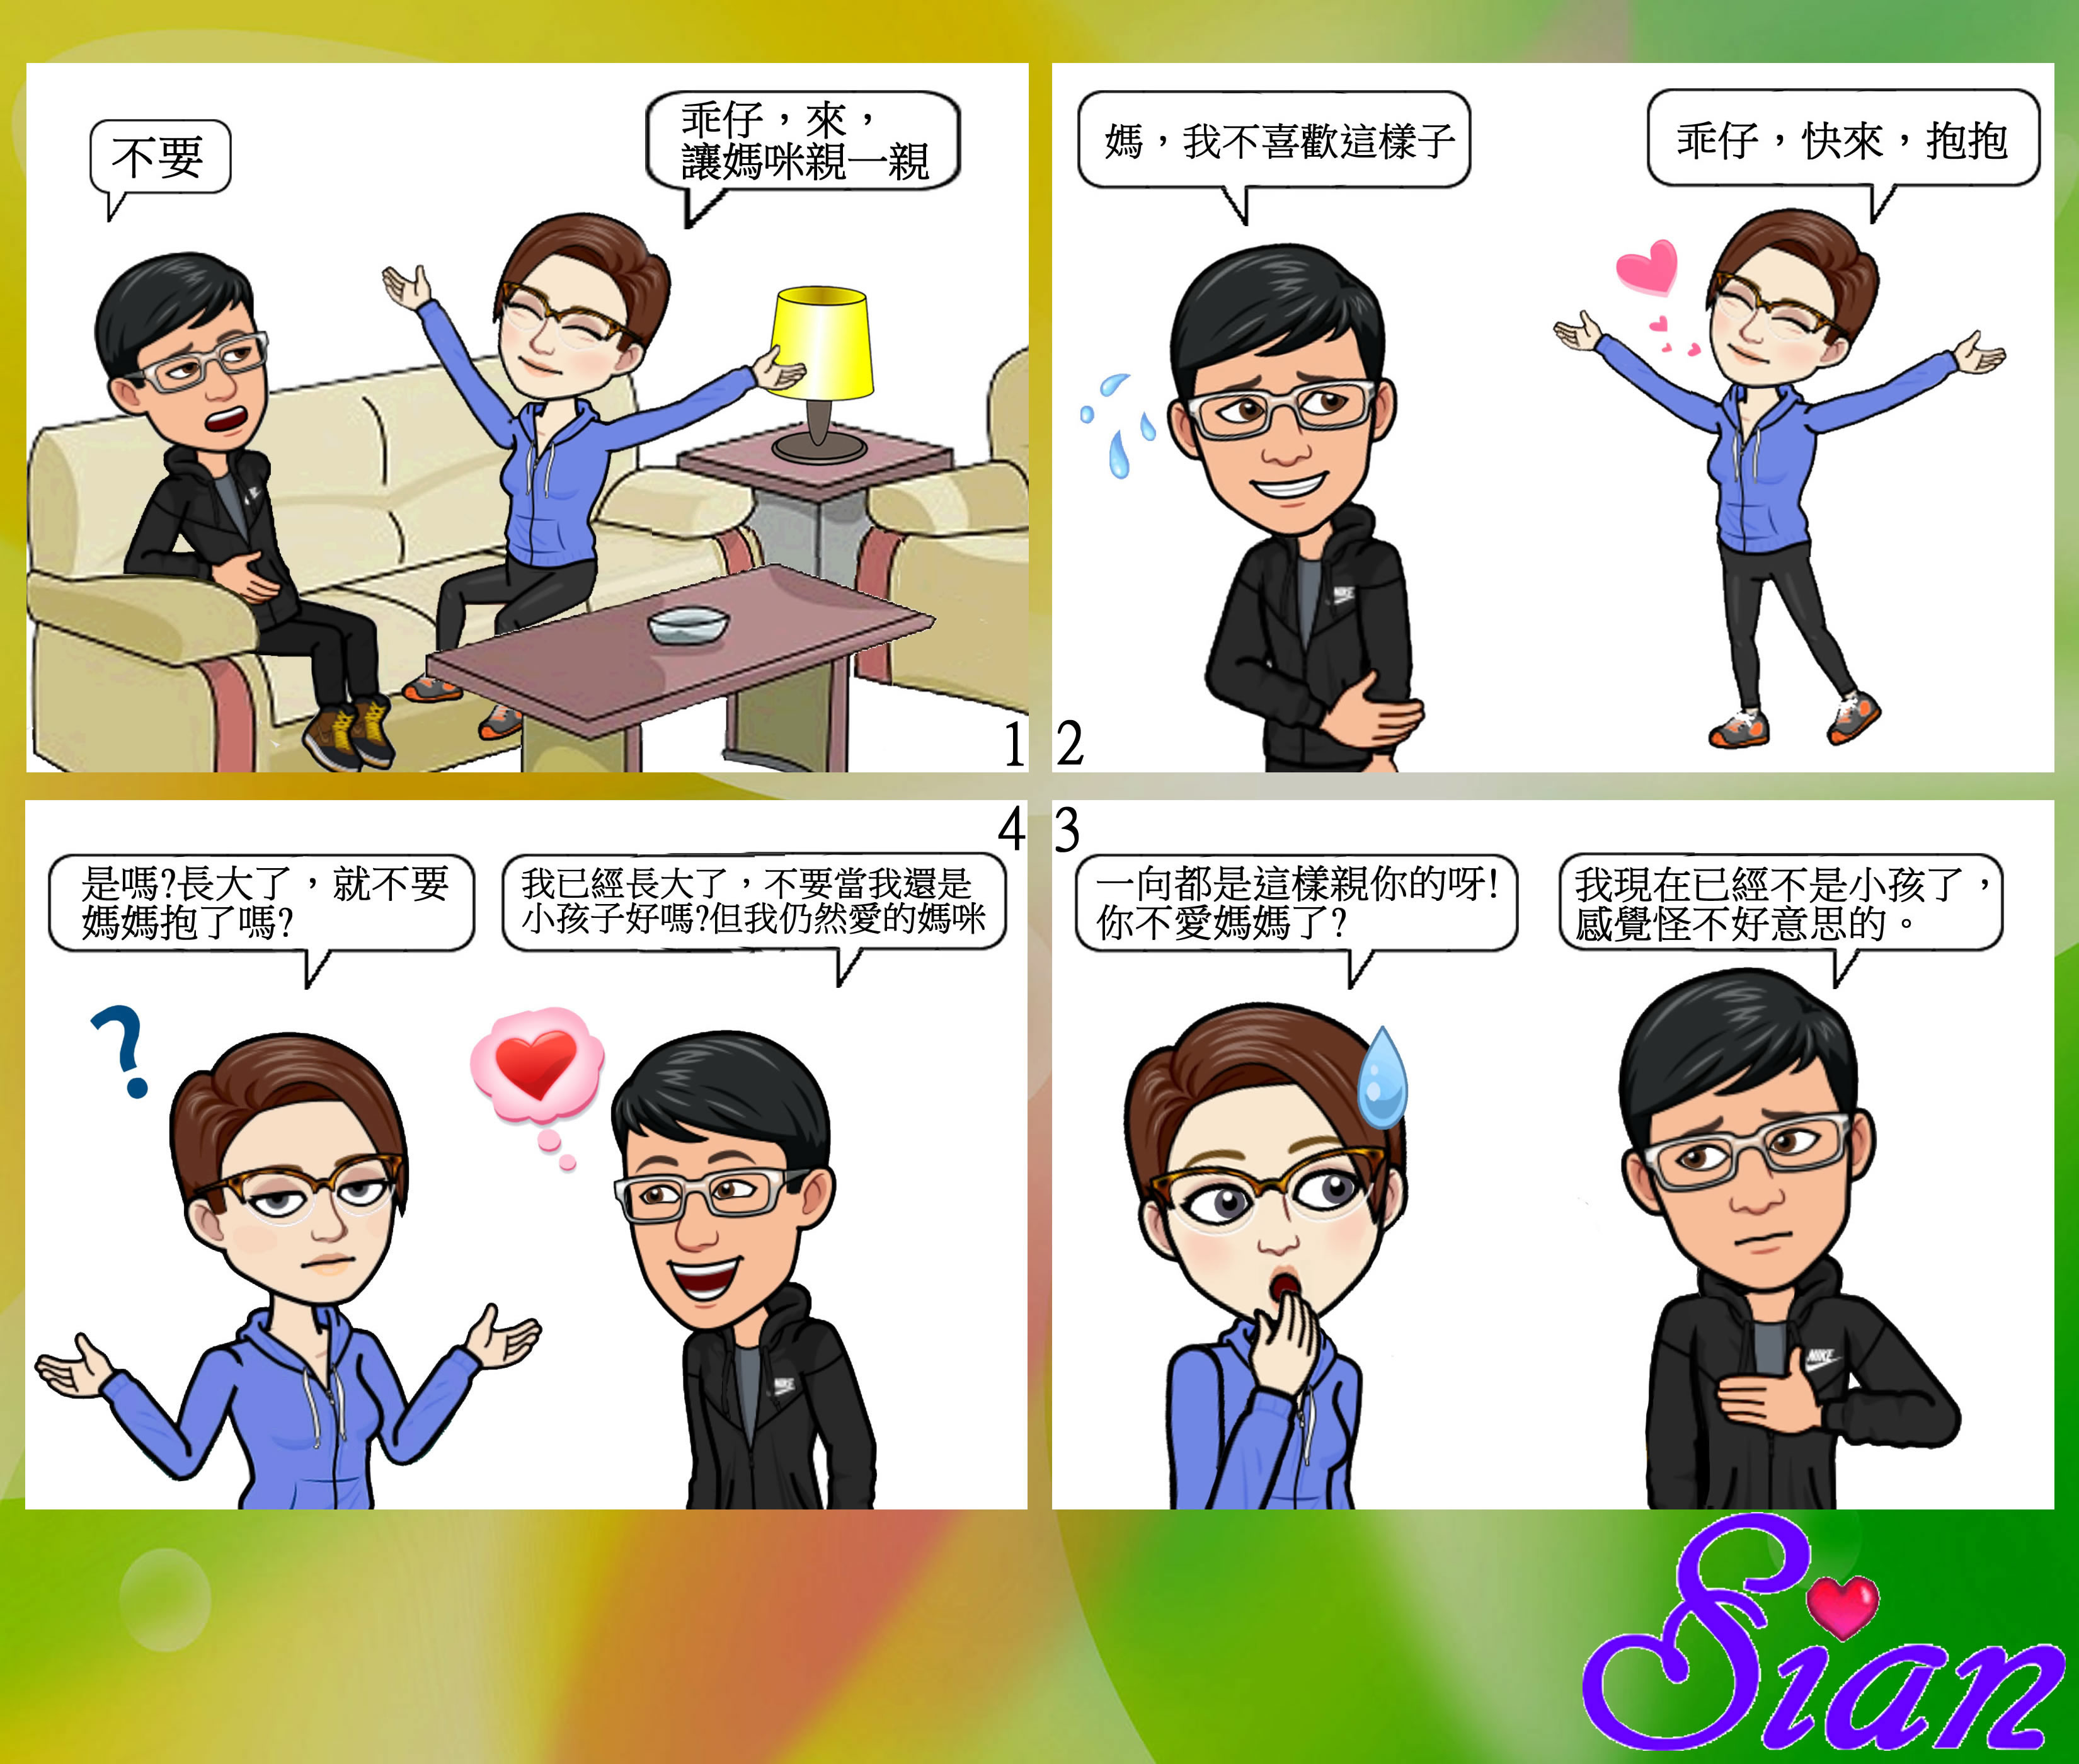 不要
乖仔，來，
讓媽咪親一親
1
媽，我不喜歡這樣子
乖仔，快來，抱抱
2
3
一向都是這樣親你的呀!
你不愛媽媽了?
我現在已經不是小孩了，
感覺怪不好意思的。
NIKE
4
是嗎?長大了，就不要
媽媽抱了嗎?
我已經長大了，不要當我還是
小孩子好嗎?但我仍然愛的媽咪
NIKE
Sian